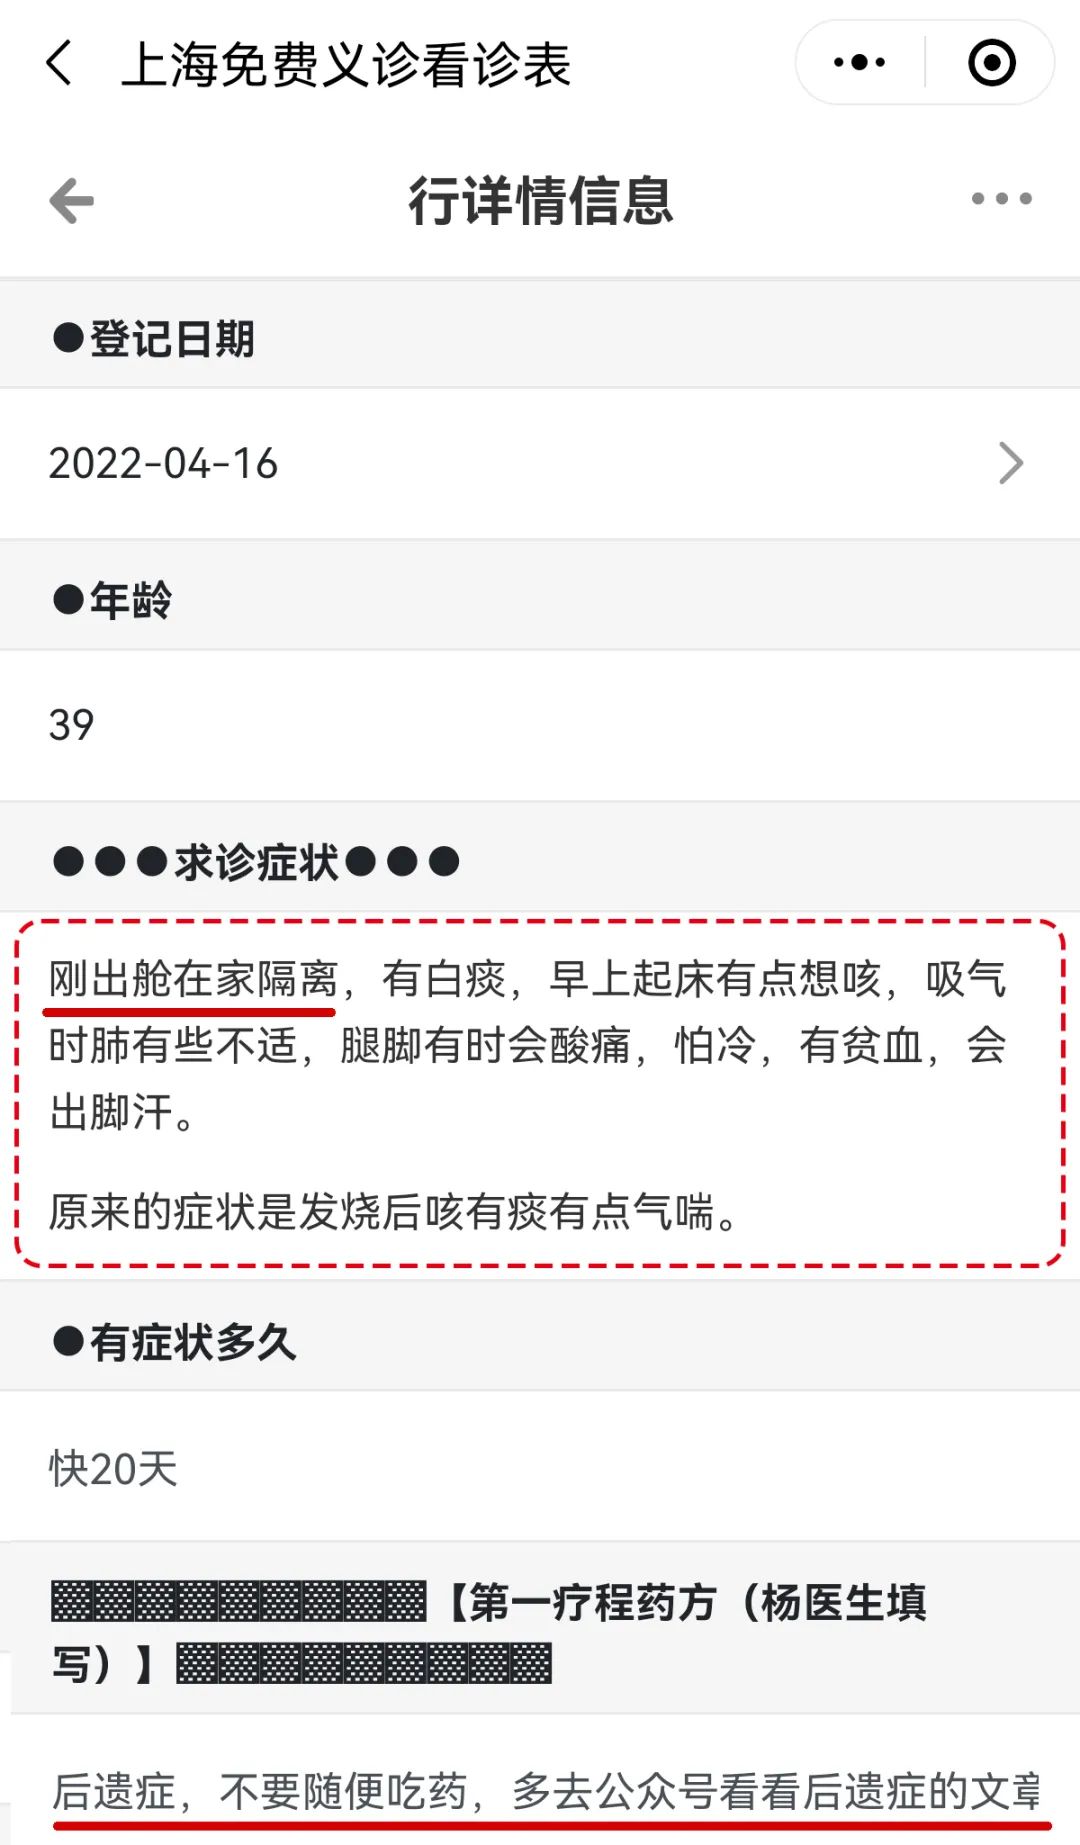 上海免费义诊看诊表
行详情信息
●登记日期
2022-04-16
●年龄
39
●●●求诊症状●●●
刚出舱在家隔离，有白痰，早上起床有点想咳，吸气
时肺有些不适，腿脚有时会酸痛，怕冷，有贫血，会
出脚汗。
原来的症状是发烧后咳有痰有点气喘。
●有症状多久
快20天
▓▓▓▓▓▓▓▓▓【第一疗程药方（杨医生填
写）】▓▓▓▓▓▓▓▓▓
后遗症，不要随便吃药，多去公众号看看后遗症的文章